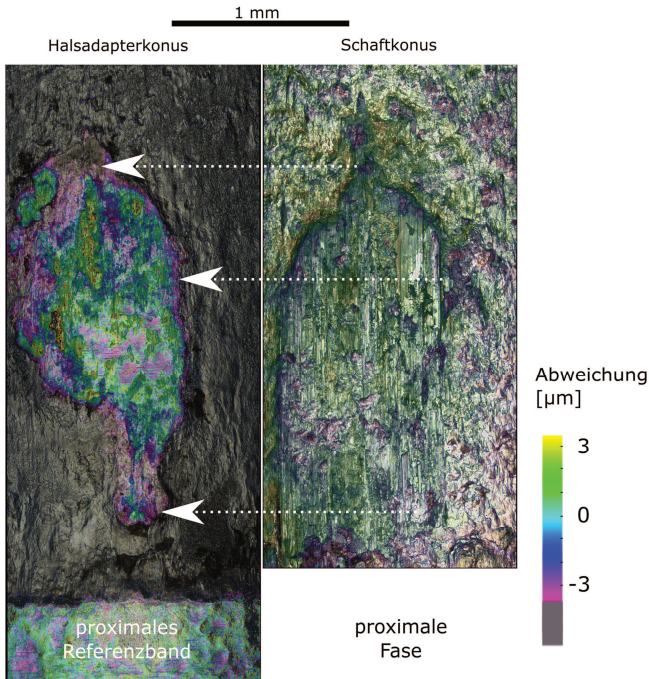 1 mm
Halsadapterkonus
Schaftkonus
Abweichung
[µm]
3
0
-3
proximales
Referenzband
proximale
Fase